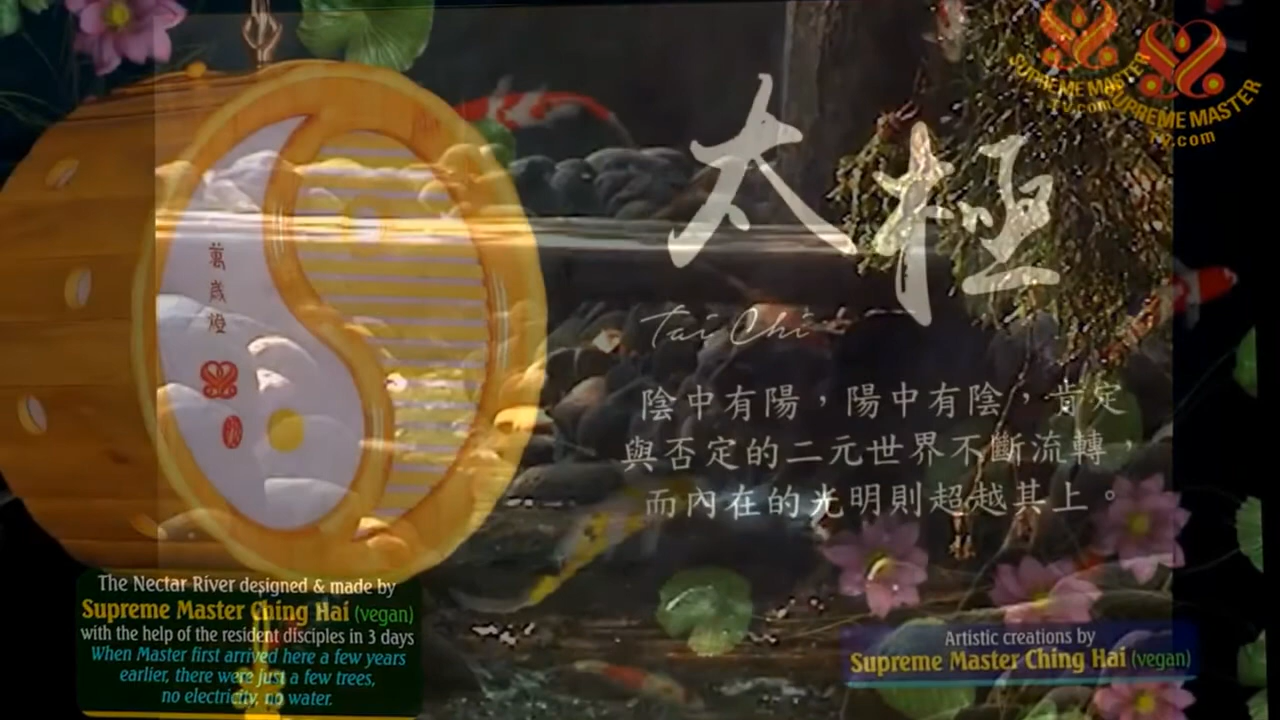 SUPREME MASTER
TV.com
SUPREME MASTER
TV.com
太極
Tai Chi
萬歲燈
陰中有陽，陽中有陰，肯定
與否定的二元世界不斷流轉，
而內在的光明則超越其上。
The Nectar River designed & made by
Supreme Master Ching Hai (vegan)
with the help of the resident disciples in 3 days
When Master first arrived here a few years
earlier, there were just a few trees,
no electricity, no water.
Artistic creations by
Supreme Master Ching Hai (vegan)